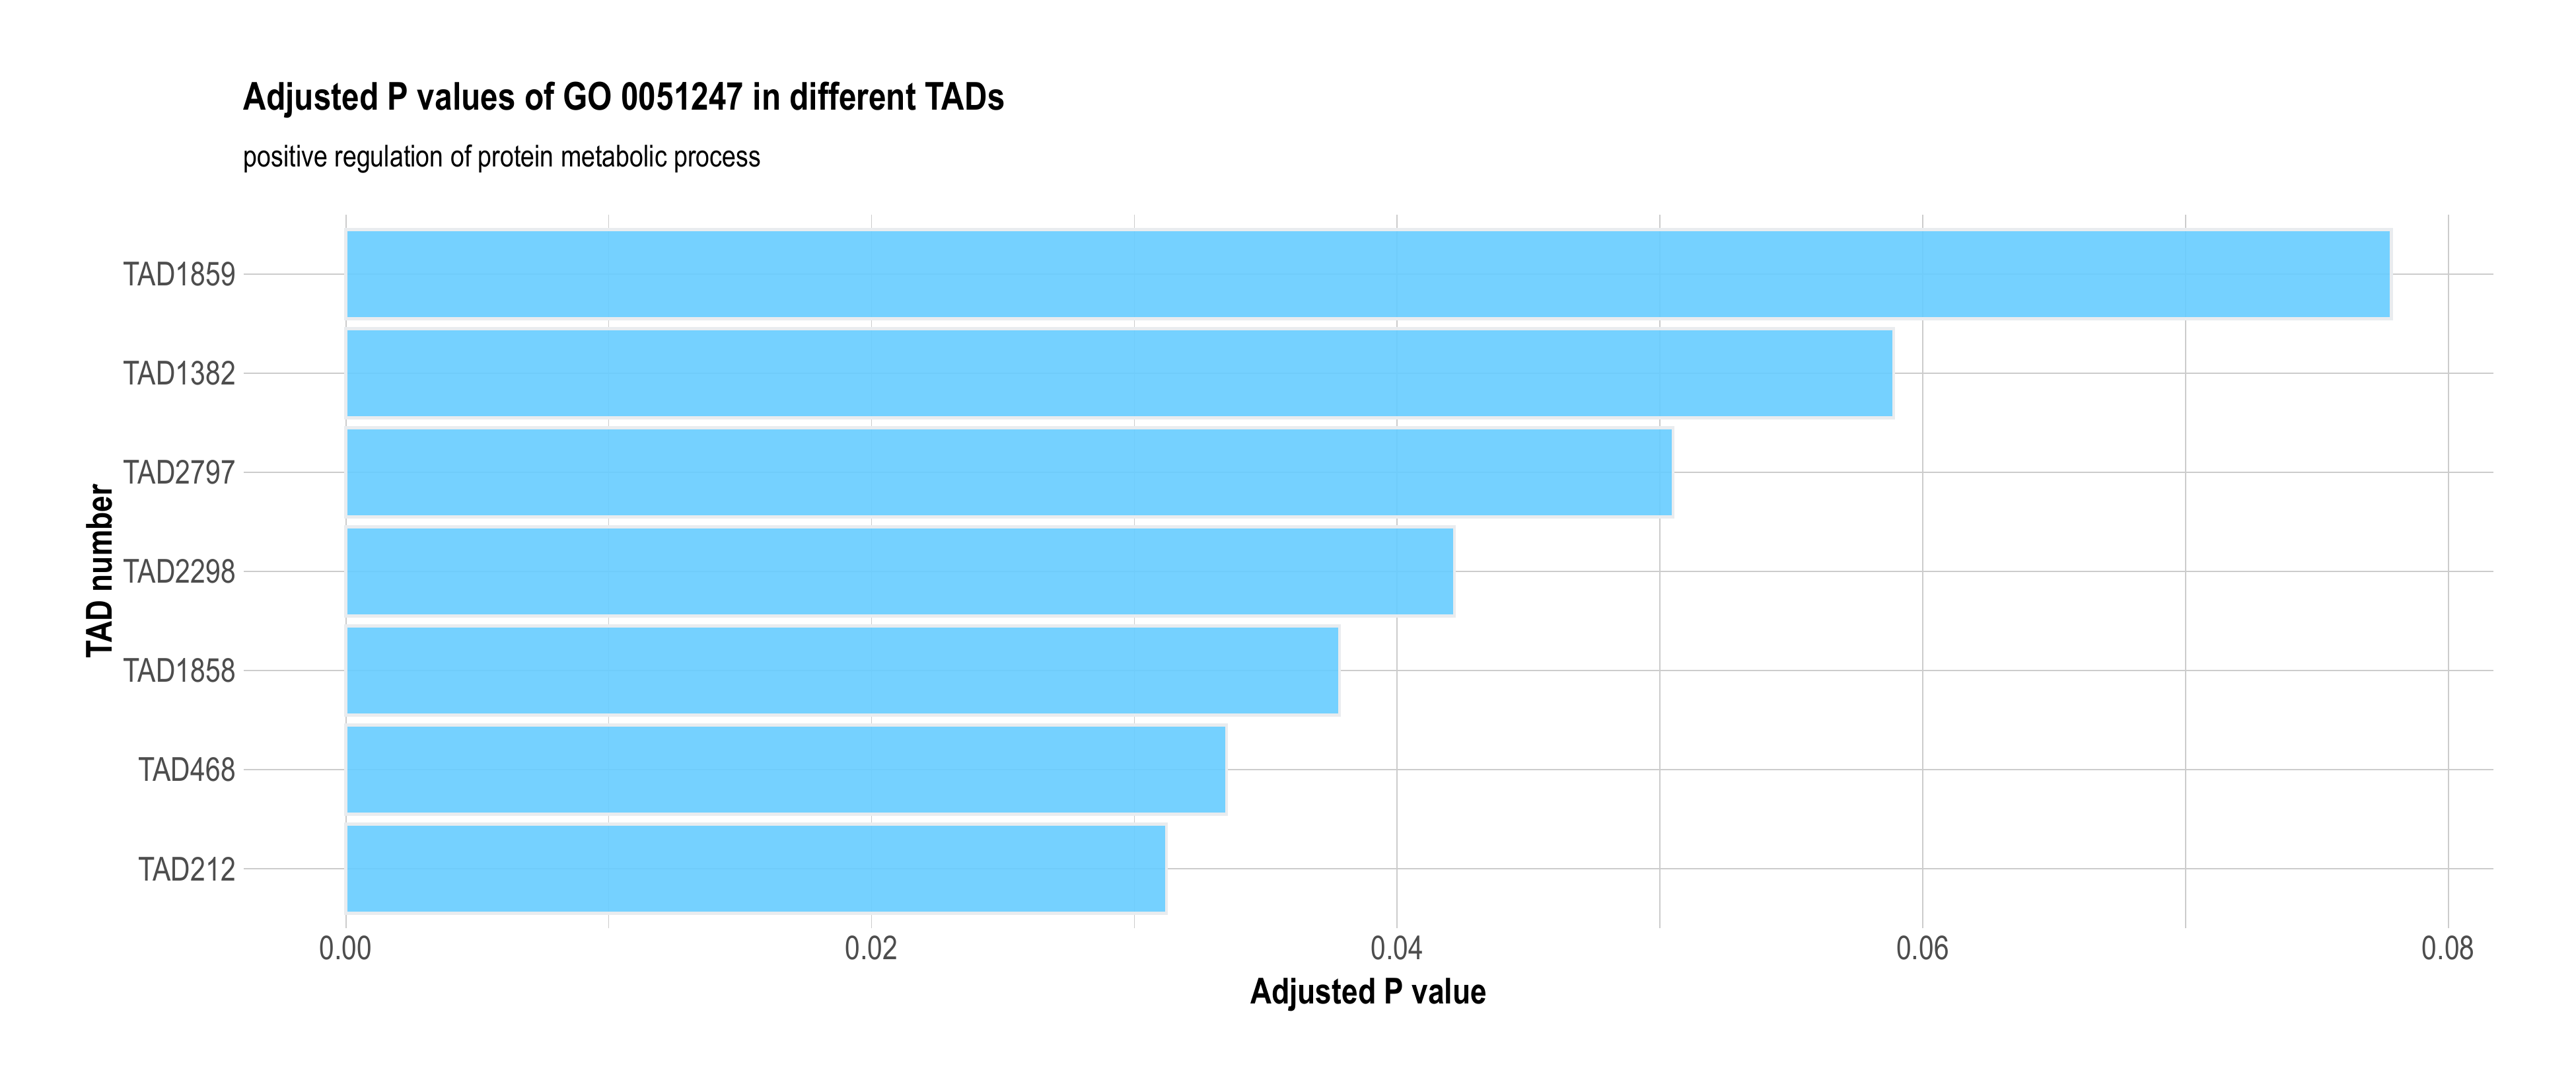 Adjusted P values of GO 0051247 in different TADs
positive regulation of protein metabolic process
TAD number
TAD1859
TAD1382
TAD2797
TAD2298
TAD1858
TAD468
TAD212
0.00 0.02 0.04 0.06 0.08
Adjusted P value